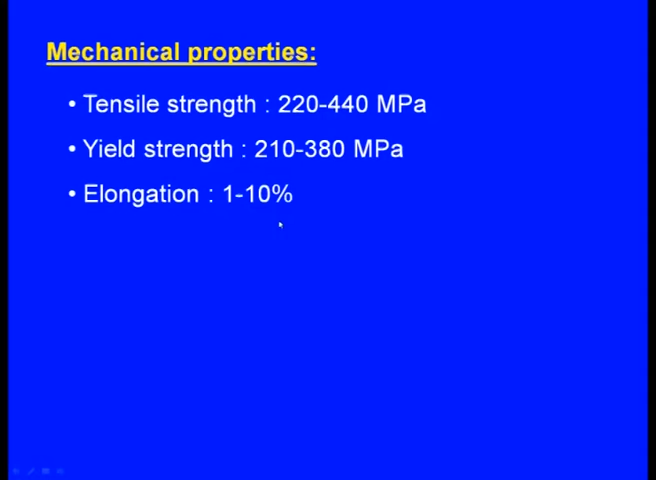 Mechanical properties:
• Tensile strength : 220-440 MPa
• Yield strength : 210-380 MPa
• Elongation : 1-10%